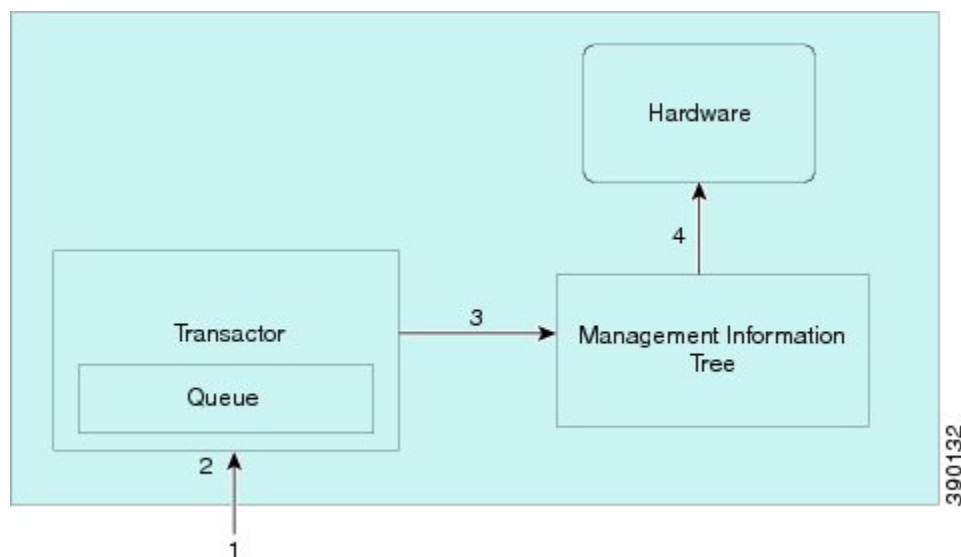 Hardware
4
3
Transactor
Management Information
Tree
Queue
2
1
390132